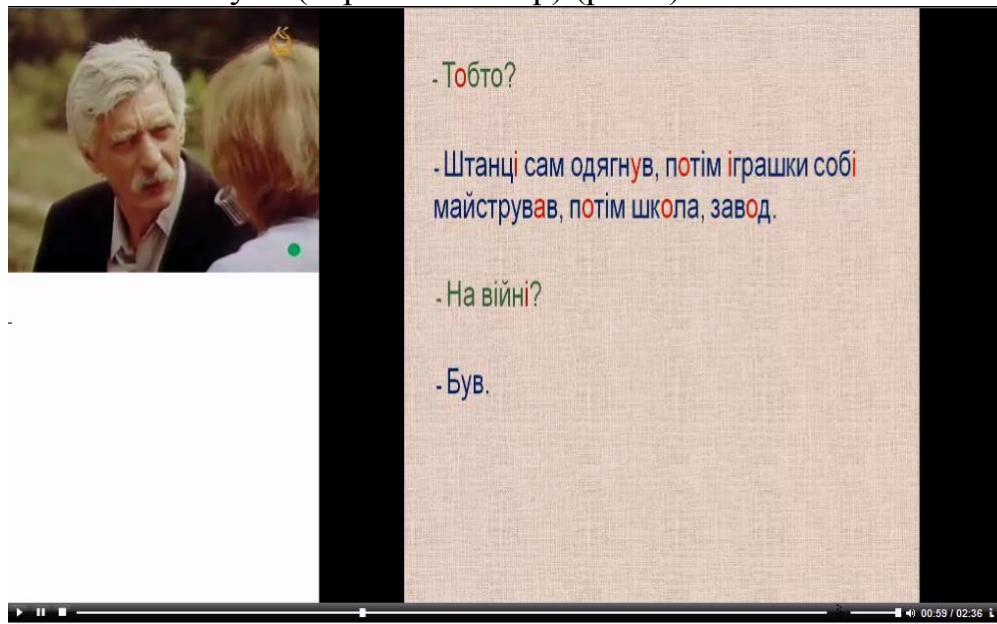 - Тобто?
- Штанці сам одягнув, потім іграшки собі
майстрував, потім школа, завод.
- На війні?
- Був.
00:59 / 02:36